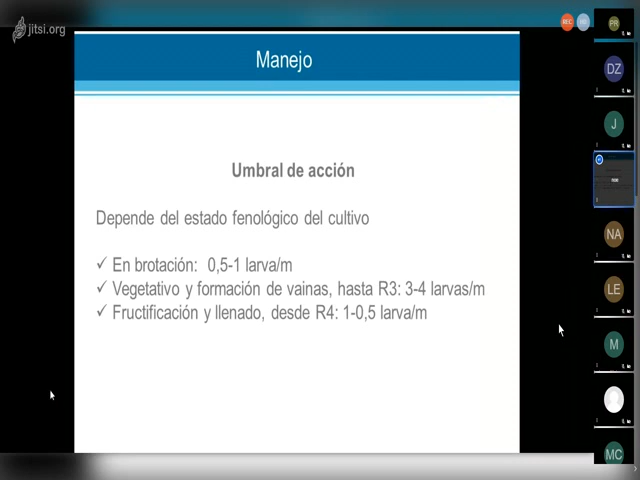 jitsi.org
REC
PR
Manejo
DZ
J
Umbral de acción
Depende del estado fenológico del cultivo
NA
✓ En brotación: 0,5-1 larva/m
✓ Vegetativo y formación de vainas, hasta R3: 3-4 larvas/m
LE
✓ Fructificación y llenado, desde R4: 1-0,5 larva/m
M
MC